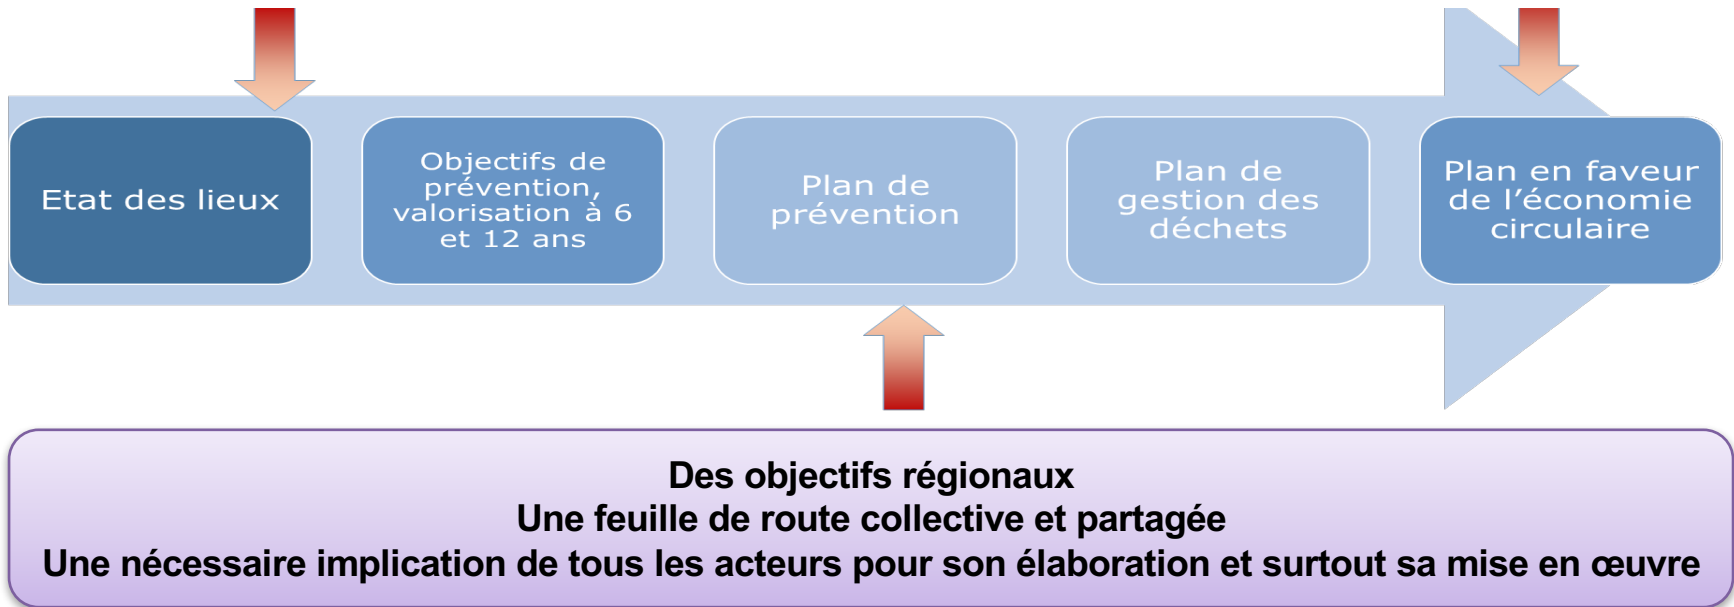 Etat des lieux
Objectifs de
prévention,
valorisation à 6
et 12 ans
Plan de
prévention
Plan de
gestion des
déchets
Plan en faveur
de l’économie
circulaire
Des objectifs régionaux
Une feuille de route collective et partagée
Une nécessaire implication de tous les acteurs pour son élaboration et surtout sa mise en œuvre